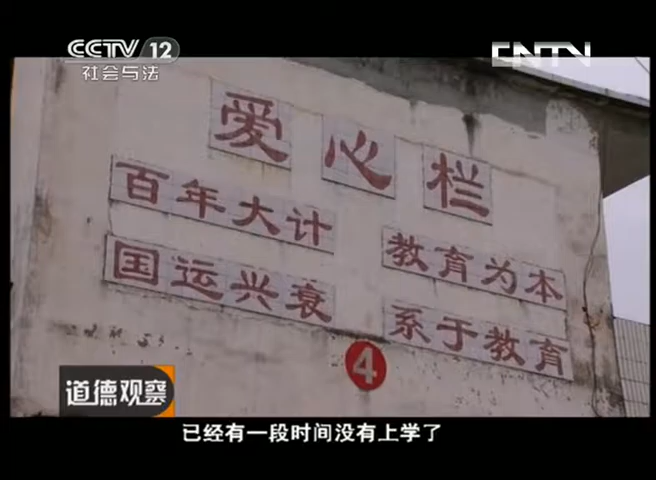 CCTV 12
社会与法
CNTV
爱心栏
百年大计 教育为本
国运兴衰 系于教育
4
道德观察
已经有一段时间没有上学了